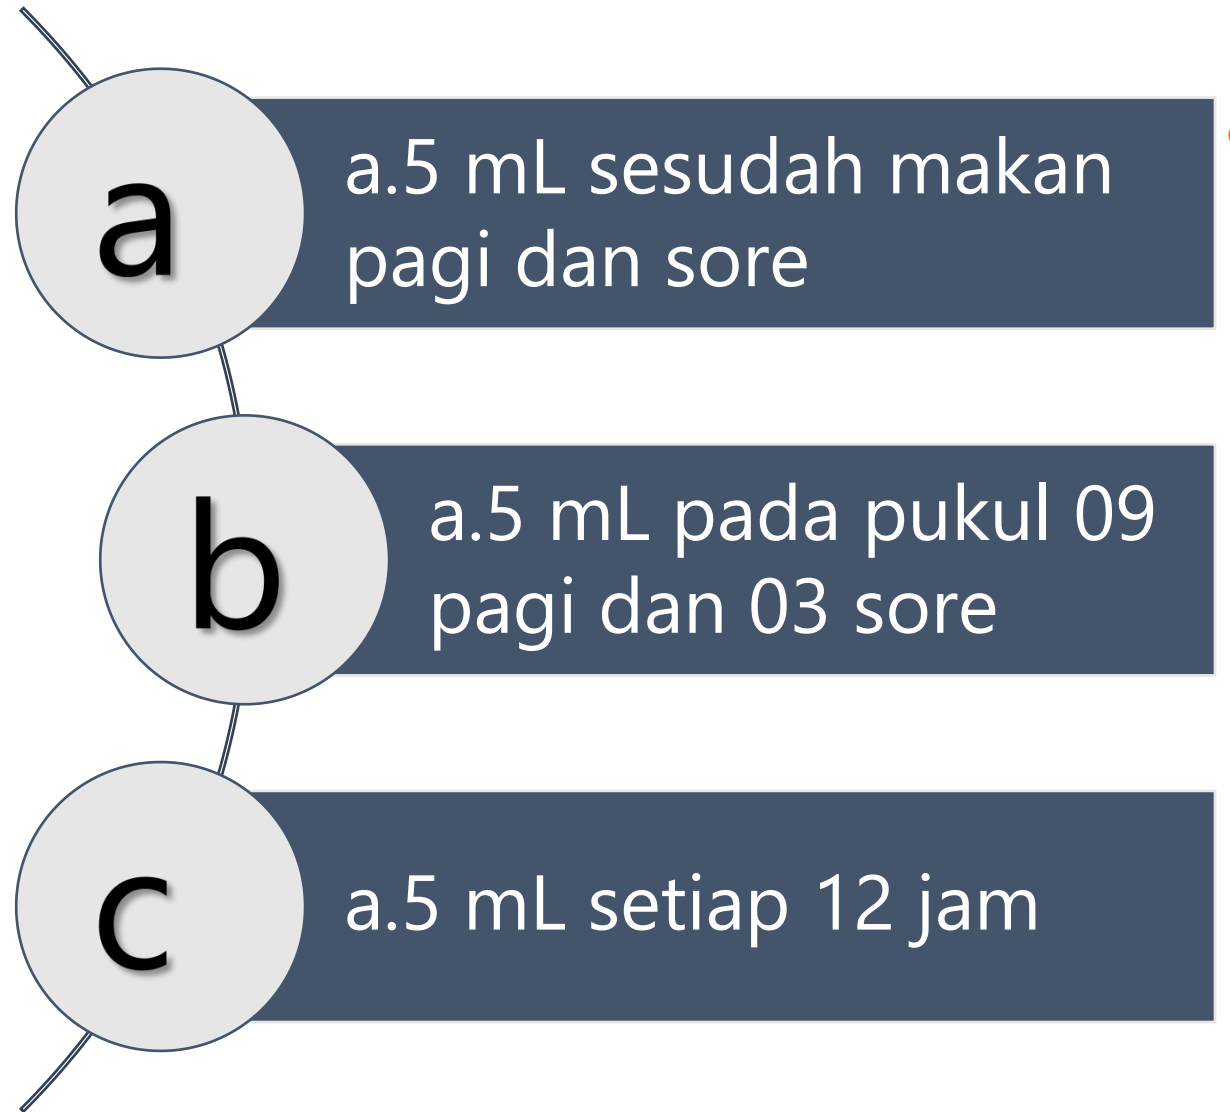 a
a.5 mL sesudah makan
pagi dan sore
b
a.5 mL pada pukul 09
pagi dan 03 sore
c
a.5 mL setiap 12 jam